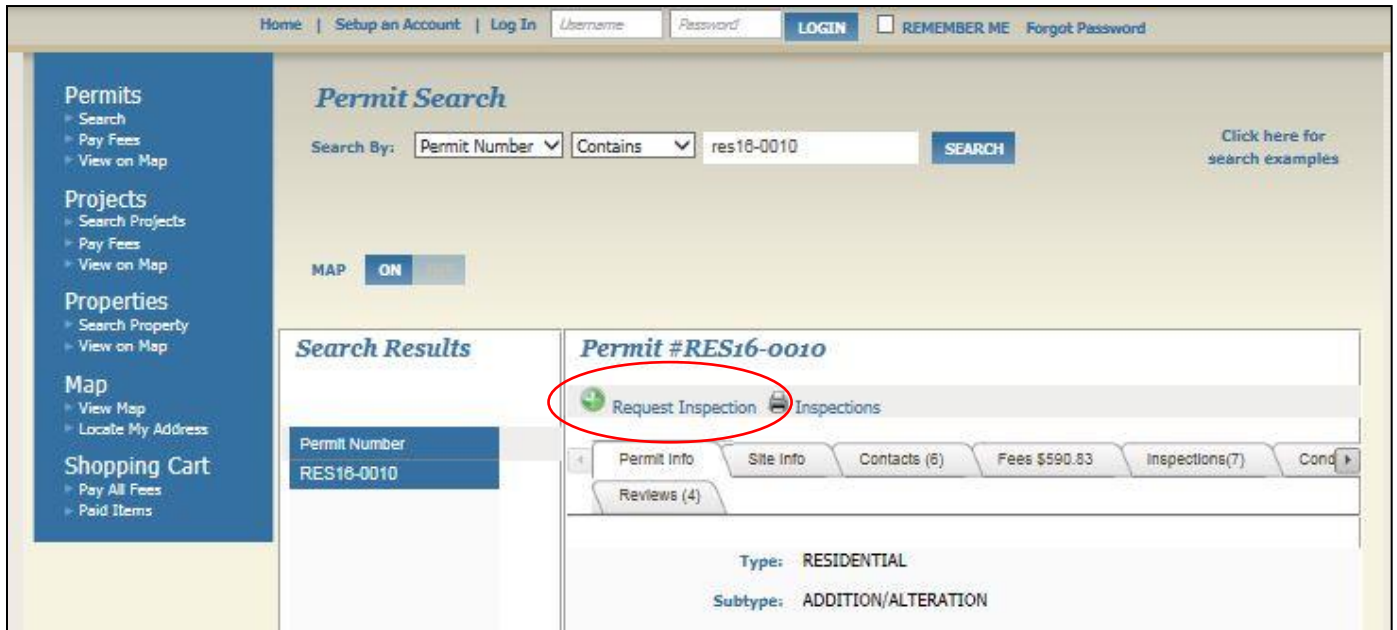 Home | Setup an Account | Log In Username Password LOGIN REMEMBER ME Forgot Password
Permits
Search
Pay Fees
View on Map
Projects
Search Projects
Pay Fees
View on Map
Properties
Search Property
View on Map
Map
View Map
Locate My Address
Shopping Cart
Pay All Fees
Paid Items
Permit Search
Search By: Permit Number Contains res16-0010 SEARCH
Click here for
search examples
MAP ON
Search Results
Permit Number
RES16-0010
Permit #RES16-0010
Request Inspection Inspections
Permit Info Site Info Contacts (6) Fees $590.83 Inspections(7) Cond
Reviews (4)
Type: RESIDENTIAL
Subtype: ADDITION/ALTERATION